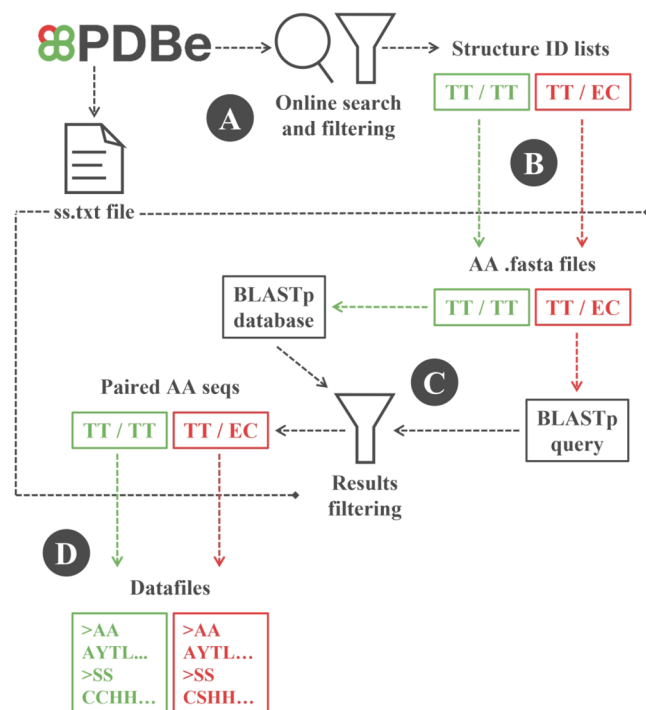 PDBe
Structure ID lists
TT / TT
TT / EC
Online search
and filtering
A
B
ss.txt file
AA .fasta files
TT / TT
TT / EC
BLASTp
database
C
Paired AA seqs
TT / TT
TT / EC
BLASTp
query
Results
filtering
D
Datafiles
>AA
AYTL...
>SS
CCHH…
>AA
AYTL…
>SS
CSHH…